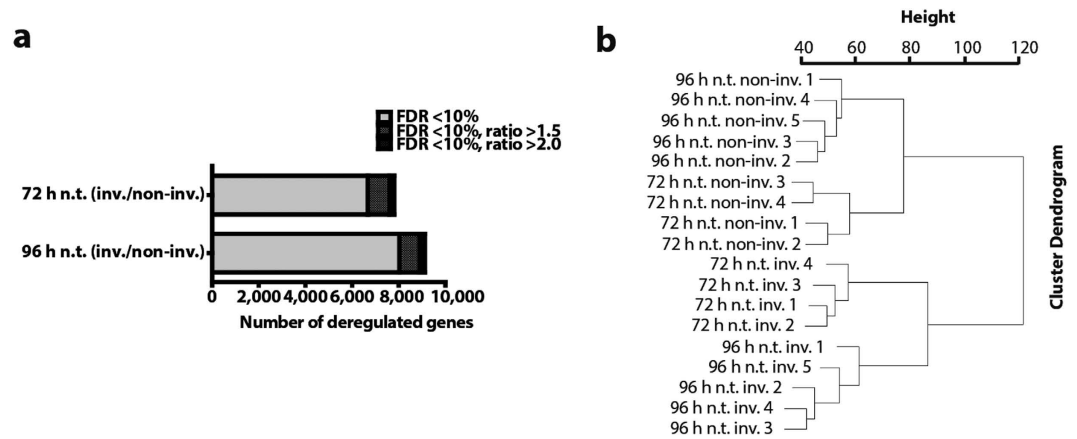 a
FDR <10%
FDR <10%, ratio >1.5
FDR <10%, ratio >2.0
72 h n.t. (inv./non-inv.)
96 h n.t. (inv./non-inv.)
0 2,000 4,000 6,000 8,000 10,000
Number of deregulated genes
b
Height
40 60 80 100 120
96 h n.t. non-inv. 1
96 h n.t. non-inv. 4
96 h n.t. non-inv. 5
96 h n.t. non-inv. 3
96 h n.t. non-inv. 2
72 h n.t. non-inv. 3
72 h n.t. non-inv. 4
72 h n.t. non-inv. 1
72 h n.t. non-inv. 2
72 h n.t. inv. 4
72 h n.t. inv. 3
72 h n.t. inv. 1
72 h n.t. inv. 2
96 h n.t. inv. 1
96 h n.t. inv. 5
96 h n.t. inv. 2
96 h n.t. inv. 4
96 h n.t. inv. 3
Cluster Dendrogram